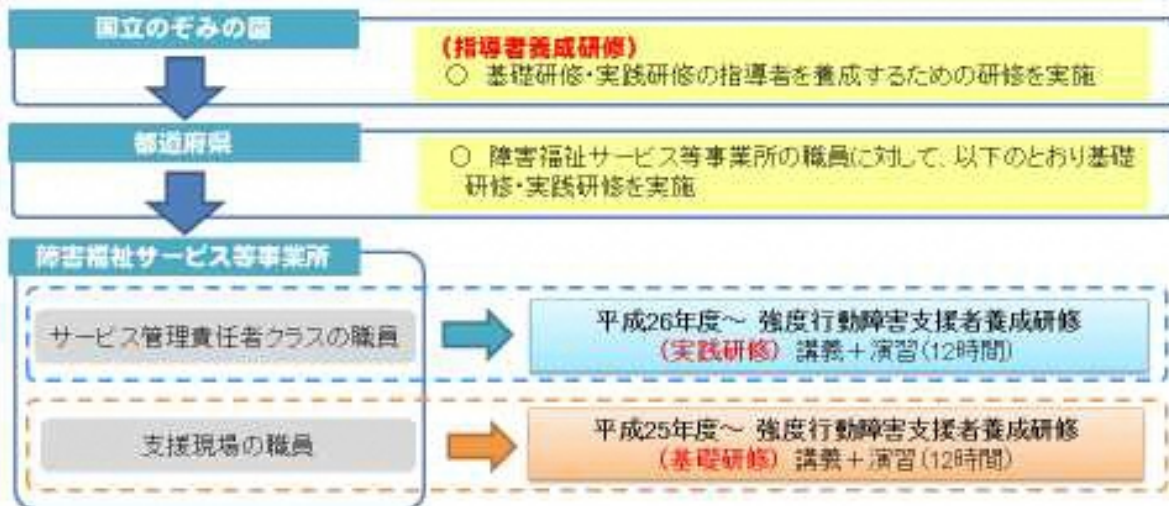 国立のぞみの園
(指導者養成研修)
○ 基礎研修・実践研修の指導者を養成するための研修を実施
都道府県
○ 障害福祉サービス等事業所の職員に対して、以下のとおり基礎
研修・実践研修を実施
障害福祉サービス等事業所
サービス管理責任者クラスの職員
平成26年度～ 強度行動障害支援者養成研修
(実践研修) 講義＋演習(12時間)
支援現場の職員
平成25年度～ 強度行動障害支援者養成研修
(基礎研修) 講義＋演習(12時間)